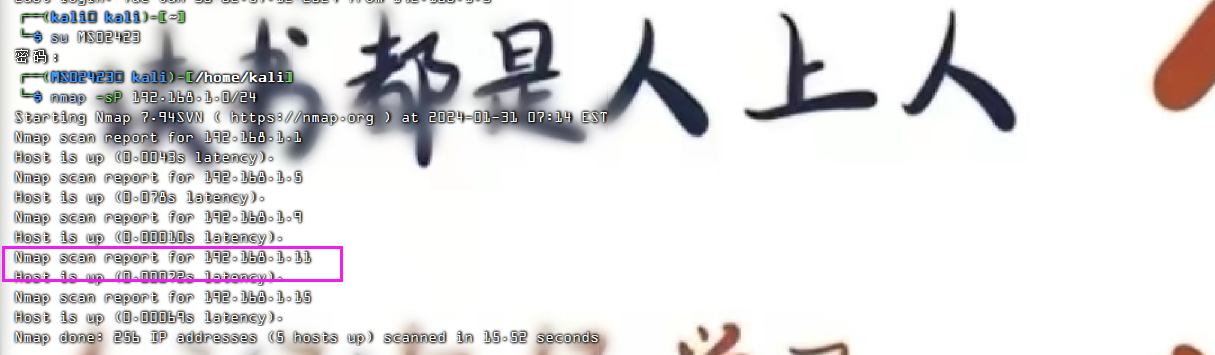 ┌──(kali㉿ kali)-[~]
└─$ su MS02423
密码：
┌──(MS02423㉿ kali)-[/home/kali]
└─$ nmap -sP 192.168.1.0/24
Starting Nmap 7.94SVN ( https://nmap.org ) at 2024-01-31 07:14 EST
Nmap scan report for 192.168.1.1
Host is up (0.0043s latency).
Nmap scan report for 192.168.1.5
Host is up (0.078s latency).
Nmap scan report for 192.168.1.9
Host is up (0.00010s latency).
Nmap scan report for 192.168.1.11
Host is up (0.00072s latency).
Nmap scan report for 192.168.1.15
Host is up (0.00069s latency).
Nmap done: 256 IP addresses (5 hosts up) scanned in 15.52 seconds
书都是人上人